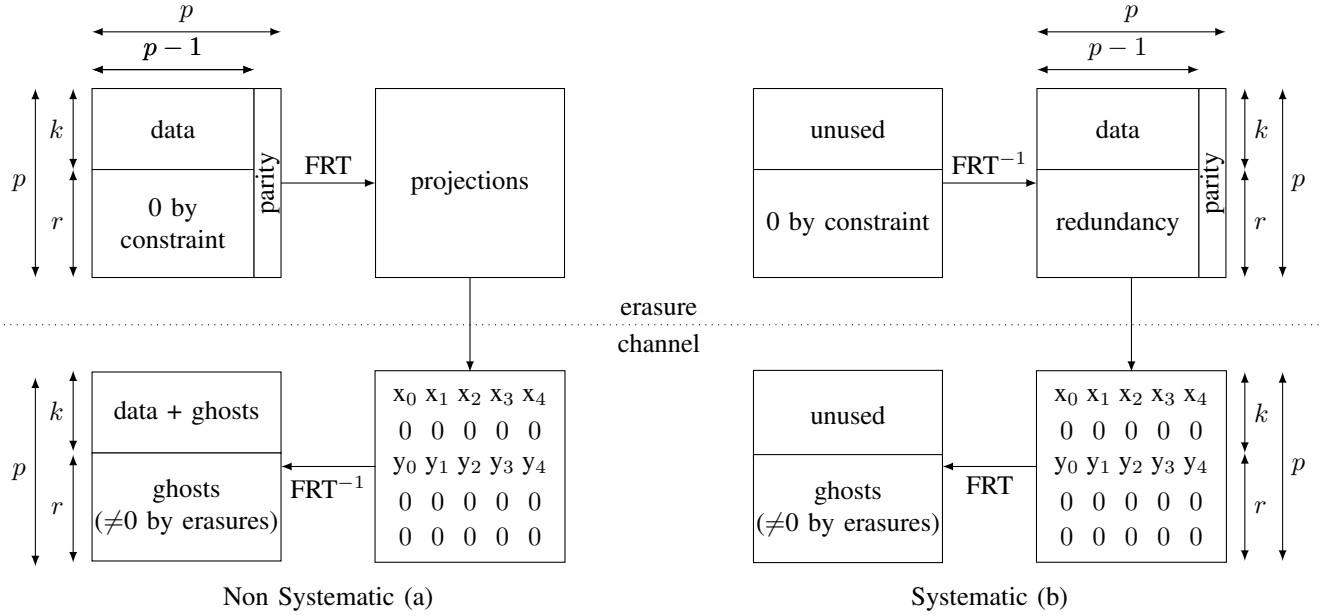 p
p − 1
k
r
p
data
0 by
constraint
parity
FRT
projections
p
p − 1
unused
0 by constraint
FRT⁻¹
data
redundancy
parity
k
r
p
erasure
channel
k
r
p
data + ghosts
ghosts
(≠0 by erasures)
FRT⁻¹
x₀ x₁ x₂ x₃ x₄
0 0 0 0 0
y₀ y₁ y₂ y₃ y₄
0 0 0 0 0
0 0 0 0 0
unused
ghosts
(≠0 by erasures)
FRT
x₀ x₁ x₂ x₃ x₄
0 0 0 0 0
y₀ y₁ y₂ y₃ y₄
0 0 0 0 0
0 0 0 0 0
k
r
p
Non Systematic (a)
Systematic (b)